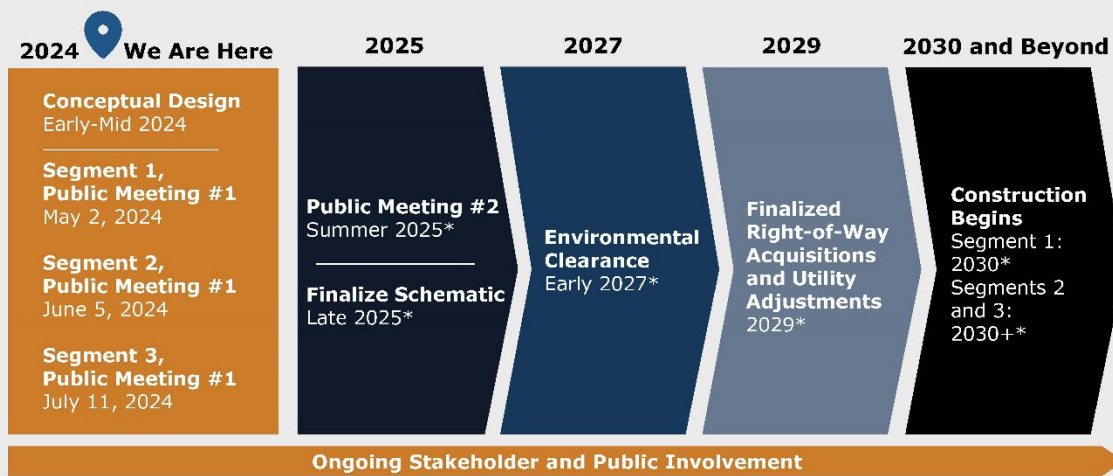 2024 We Are Here
Conceptual Design
Early-Mid 2024
Segment 1,
Public Meeting #1
May 2, 2024
Segment 2,
Public Meeting #1
June 5, 2024
Segment 3,
Public Meeting #1
July 11, 2024
2025
Public Meeting #2
Summer 2025*
Finalize Schematic
Late 2025*
2027
Environmental
Clearance
Early 2027*
2029
Finalized
Right-of-Way
Acquisitions
and Utility
Adjustments
2029*
2030 and Beyond
Construction
Begins
Segment 1:
2030*
Segments 2
and 3:
2030+*
Ongoing Stakeholder and Public Involvement